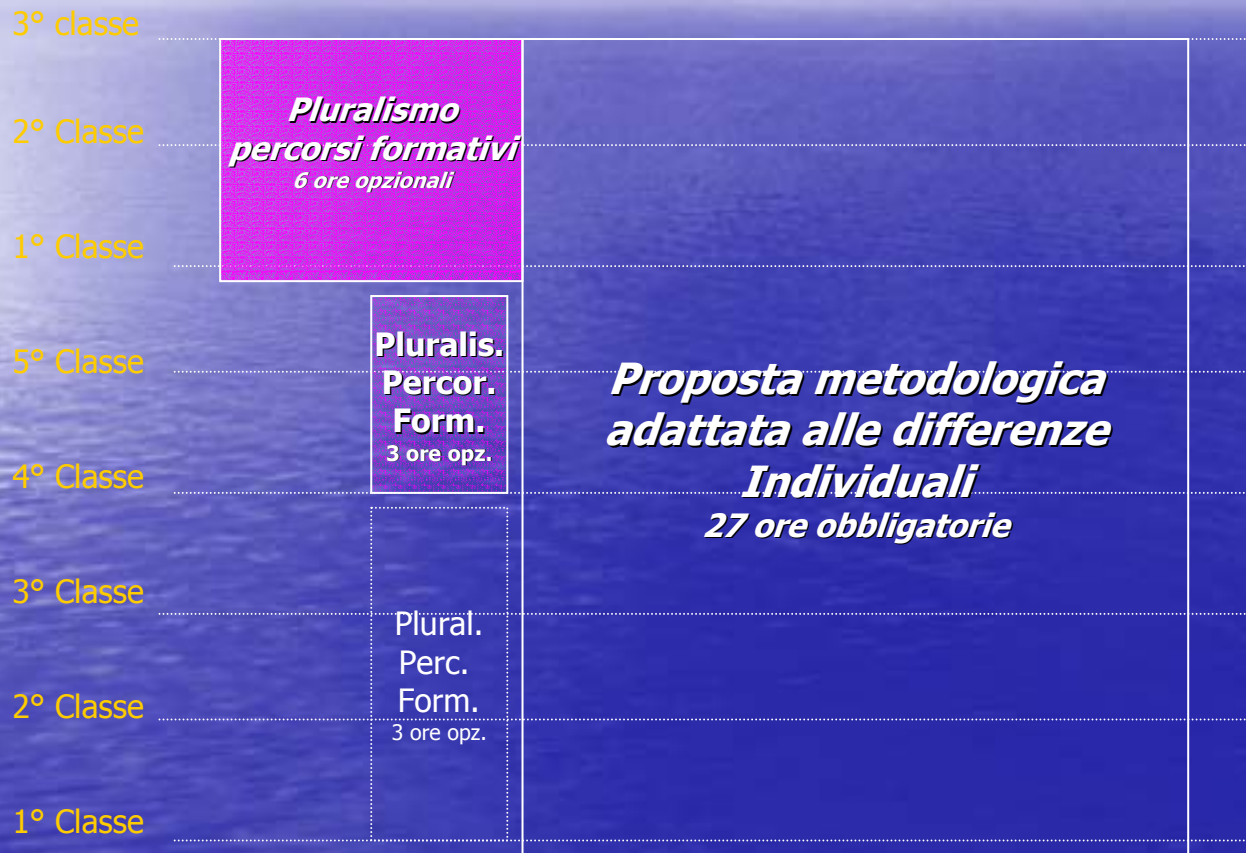 3° classe
2° Classe
1° Classe
5° Classe
4° Classe
3° Classe
2° Classe
1° Classe
Pluralismo
percorsi formativi
6 ore opzionali
Pluralis.
Percor.
Form.
3 ore opz.
Plural.
Perc.
Form.
3 ore opz.
Proposta metodologica
adattata alle differenze
Individuali
27 ore obbligatorie